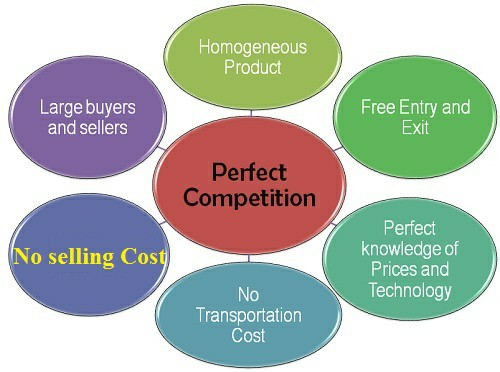 Homogeneous
Product
Large buyers
and sellers
Free Entry and
Exit
Perfect
Competition
No selling Cost
Perfect
knowledge of
Prices and
Technology
No
Transportation
Cost